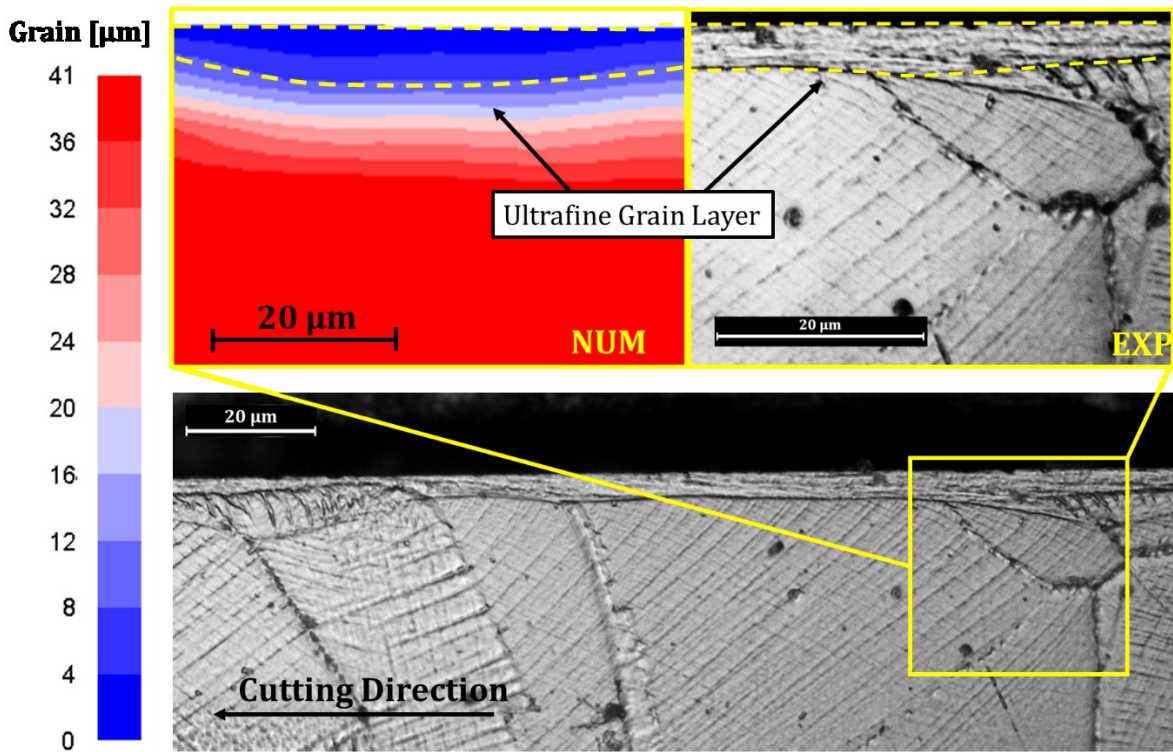 Grain [µm]
41
36
32
28
24
20
16
12
8
4
0
Ultrafine Grain Layer
20 µm
NUM
20 µm
EXP
20 µm
Cutting Direction